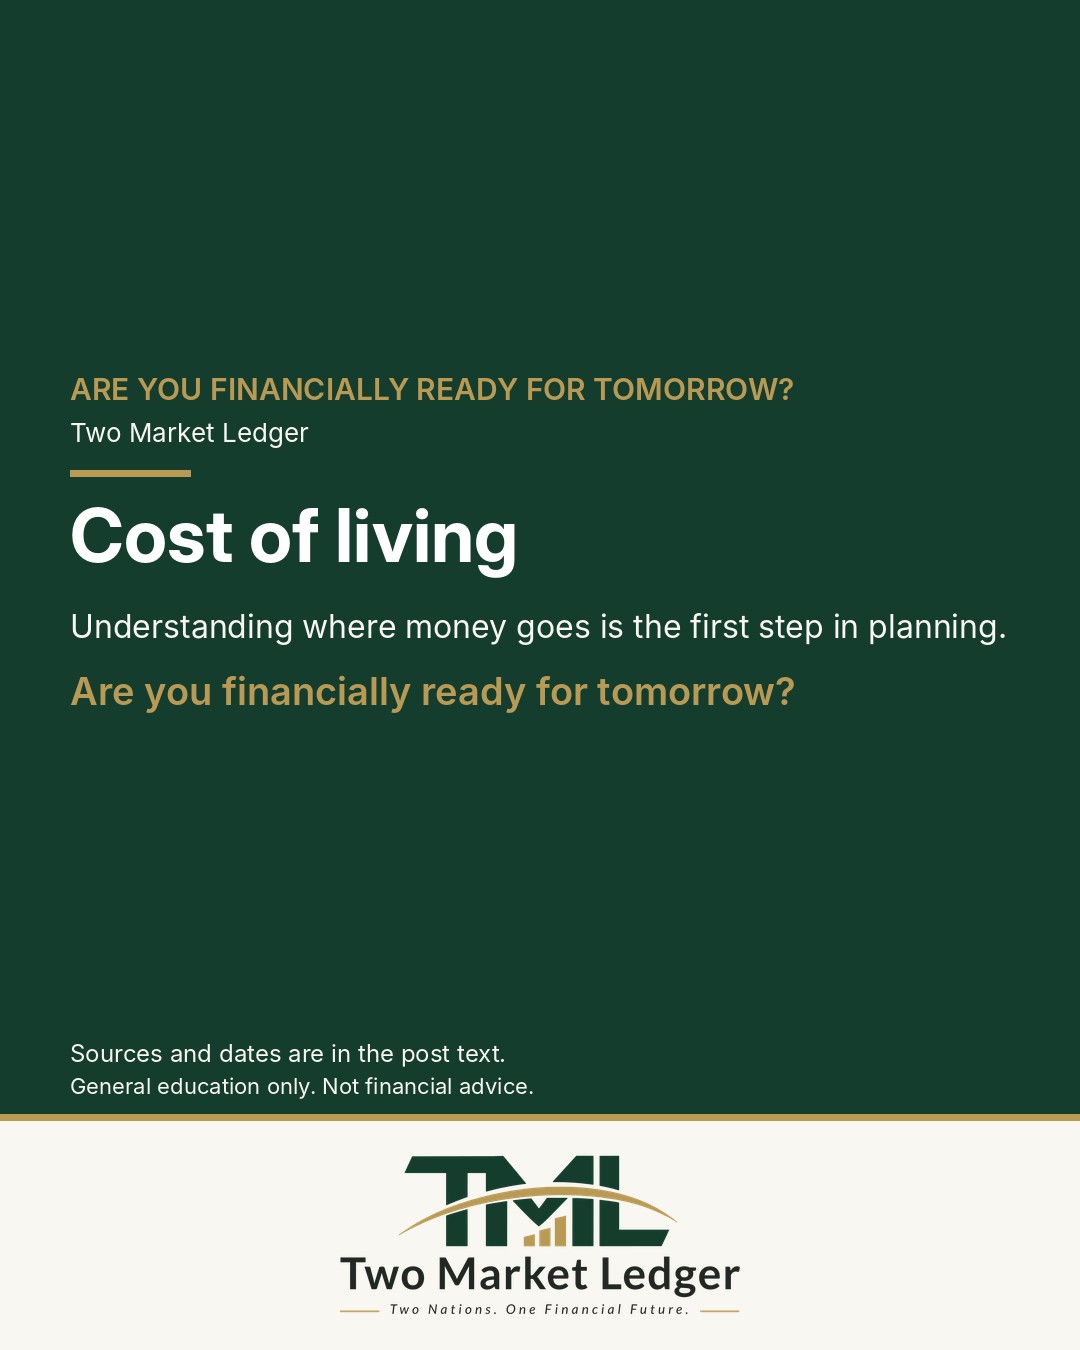 ARE YOU FINANCIALLY READY FOR TOMORROW?
Two Market Ledger
Cost of living
Understanding where money goes is the first step in planning.
Are you financially ready for tomorrow?
Sources and dates are in the post text.
General education only. Not financial advice.
TML
Two Market Ledger
Two Nations. One Financial Future.